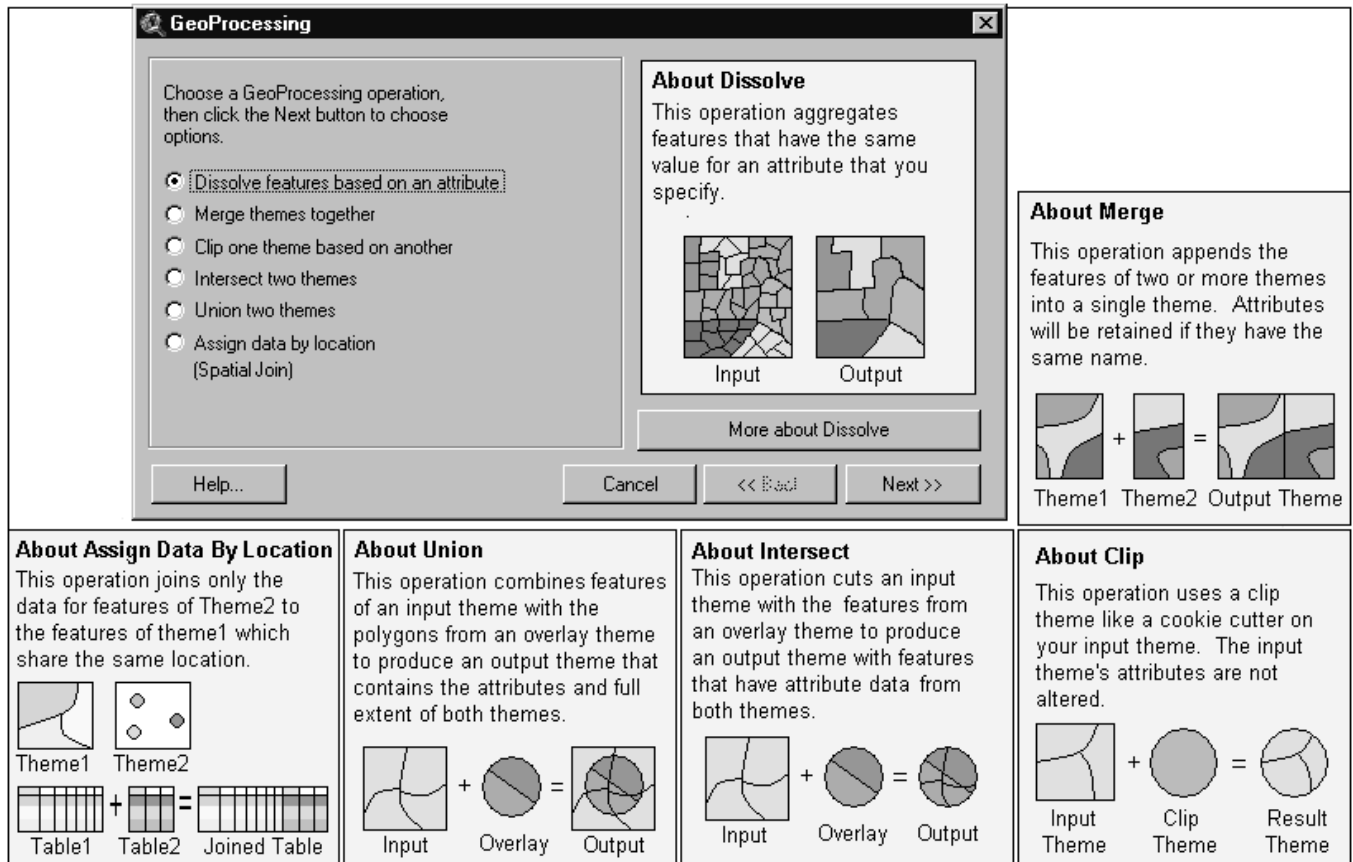 GeoProcessing
Choose a GeoProcessing operation,
then click the Next button to choose
options.
Dissolve features based on an attribute
Merge themes together
Clip one theme based on another
Intersect two themes
Union two themes
Assign data by location
(Spatial Join)
About Dissolve
This operation aggregates
features that have the same
value for an attribute that you
specify.
Input Output
More about Dissolve
Help...
Cancel
<< Back
Next >>
About Merge
This operation appends the
features of two or more themes
into a single theme. Attributes
will be retained if they have the
same name.
+ =
Theme1 Theme2 Output Theme
About Assign Data By Location
This operation joins only the
data for features of Theme2 to
the features of theme1 which
share the same location.
Theme1 Theme2
+ =
Table1 Table2 Joined Table
About Union
This operation combines features
of an input theme with the
polygons from an overlay theme
to produce an output theme that
contains the attributes and full
extent of both themes.
+ =
Input Overlay Output
About Intersect
This operation cuts an input
theme with the features from
an overlay theme to produce
an output theme with features
that have attribute data from
both themes.
+ =
Input Overlay Output
About Clip
This operation uses a clip
theme like a cookie cutter on
your input theme. The input
theme's attributes are not
altered.
+ =
Input Clip Result
Theme Theme Theme